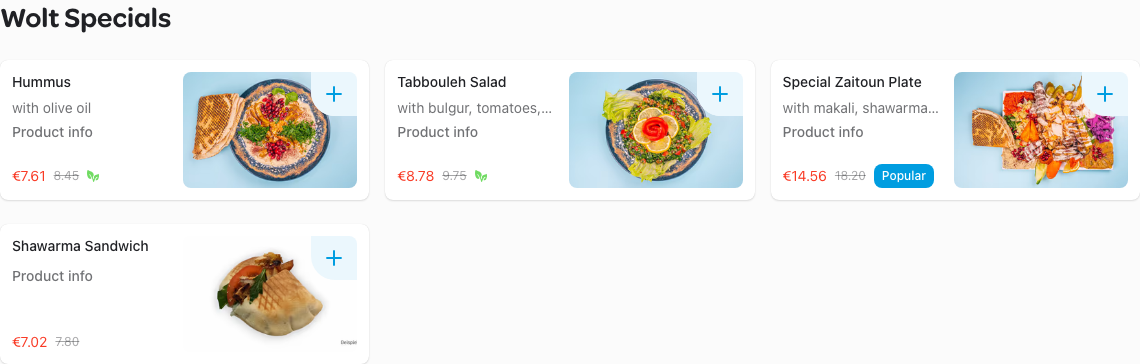 Wolt Specials
Hummus
with olive oil
Product info
€7.61 8.45
Tabbouleh Salad
with bulgur, tomatoes,...
Product info
€8.78 9.75
Special Zaitoun Plate
with makali, shawarma...
Product info
€14.56 18.20 Popular
Shawarma Sandwich
Product info
€7.02 7.80
Beispiel